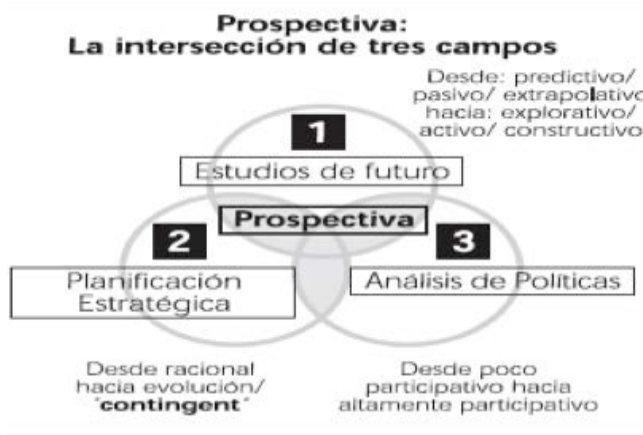 Prospectiva:
La intersección de tres campos
Desde: predictivo/
pasivo/ extrapolativo
hacia: explorativo/
activo/ constructivo
1
Estudios de futuro
Prospectiva
2
Planificación
Estratégica
3
Análisis de Políticas
Desde racional
hacia evolución/
"contingent"
Desde poco
participativo hacia
altamente participativo